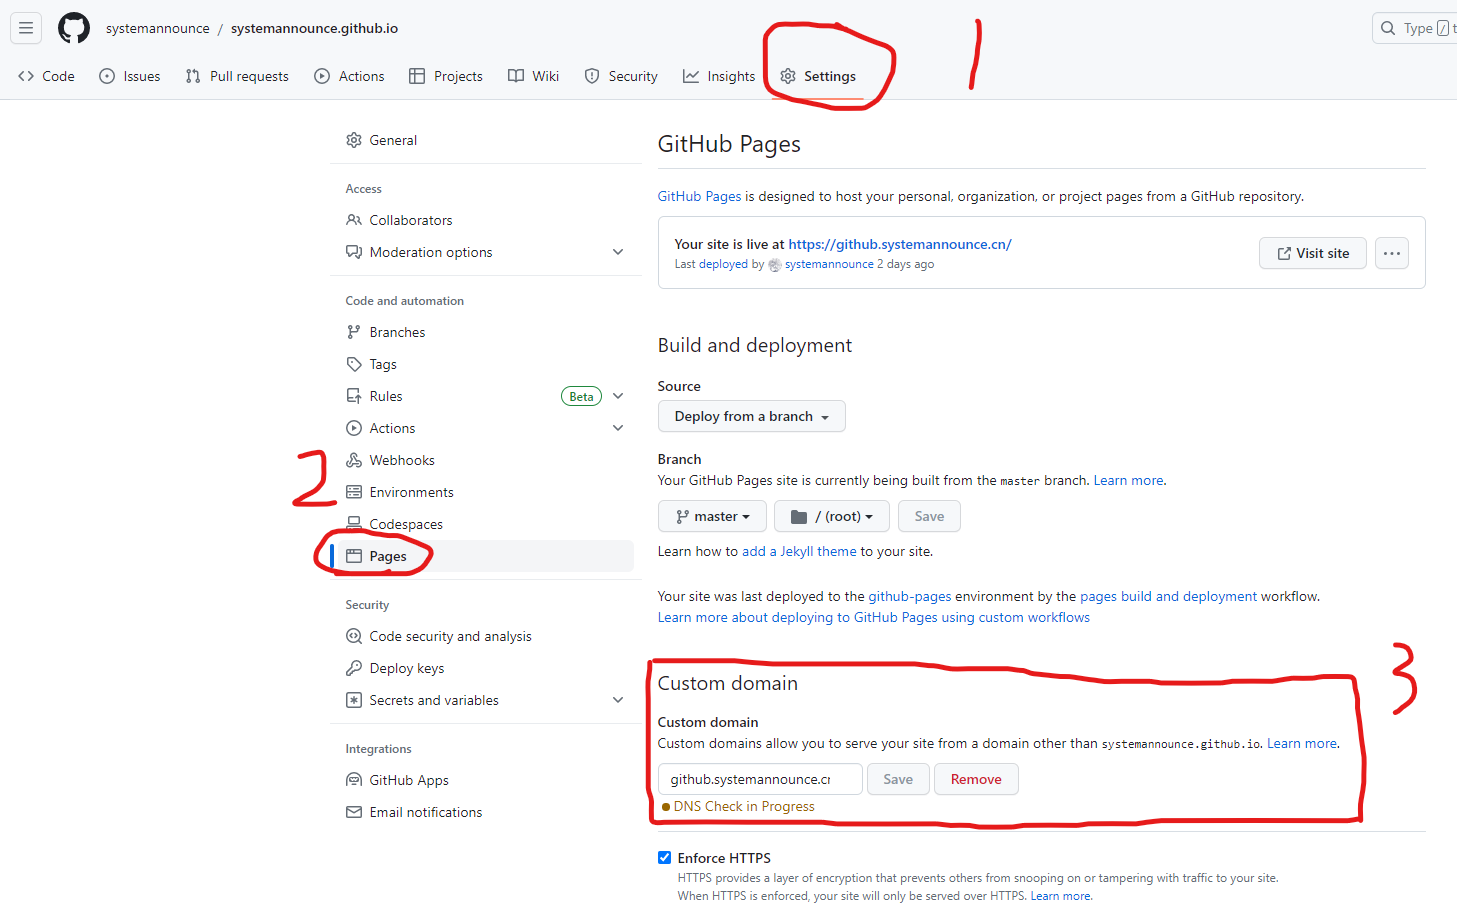 systemannounce / systemannounce.github.io
Type / t
Code Issues Pull requests Actions Projects Wiki Security Insights Settings
1
General
Access
Collaborators
Moderation options
Code and automation
Branches
Tags
Rules Beta
Actions
Webhooks
2
Environments
Codespaces
Pages
Security
Code security and analysis
Deploy keys
Secrets and variables
Integrations
GitHub Apps
Email notifications
GitHub Pages
GitHub Pages is designed to host your personal, organization, or project pages from a GitHub repository.
Your site is live at https://github.systemannounce.cn/
Last deployed by systemannounce 2 days ago
Visit site
Build and deployment
Source
Deploy from a branch
Branch
Your GitHub Pages site is currently being built from the master branch. Learn more.
master / (root) Save
Learn how to add a Jekyll theme to your site.
Your site was last deployed to the github-pages environment by the pages build and deployment workflow.
Learn more about deploying to GitHub Pages using custom workflows
3
Custom domain
Custom domain
Custom domains allow you to serve your site from a domain other than systemannounce.github.io. Learn more.
github.systemannounce.cn Save Remove
DNS Check in Progress
Enforce HTTPS
HTTPS provides a layer of encryption that prevents others from snooping on or tampering with traffic to your site.
When HTTPS is enforced, your site will only be served over HTTPS. Learn more.